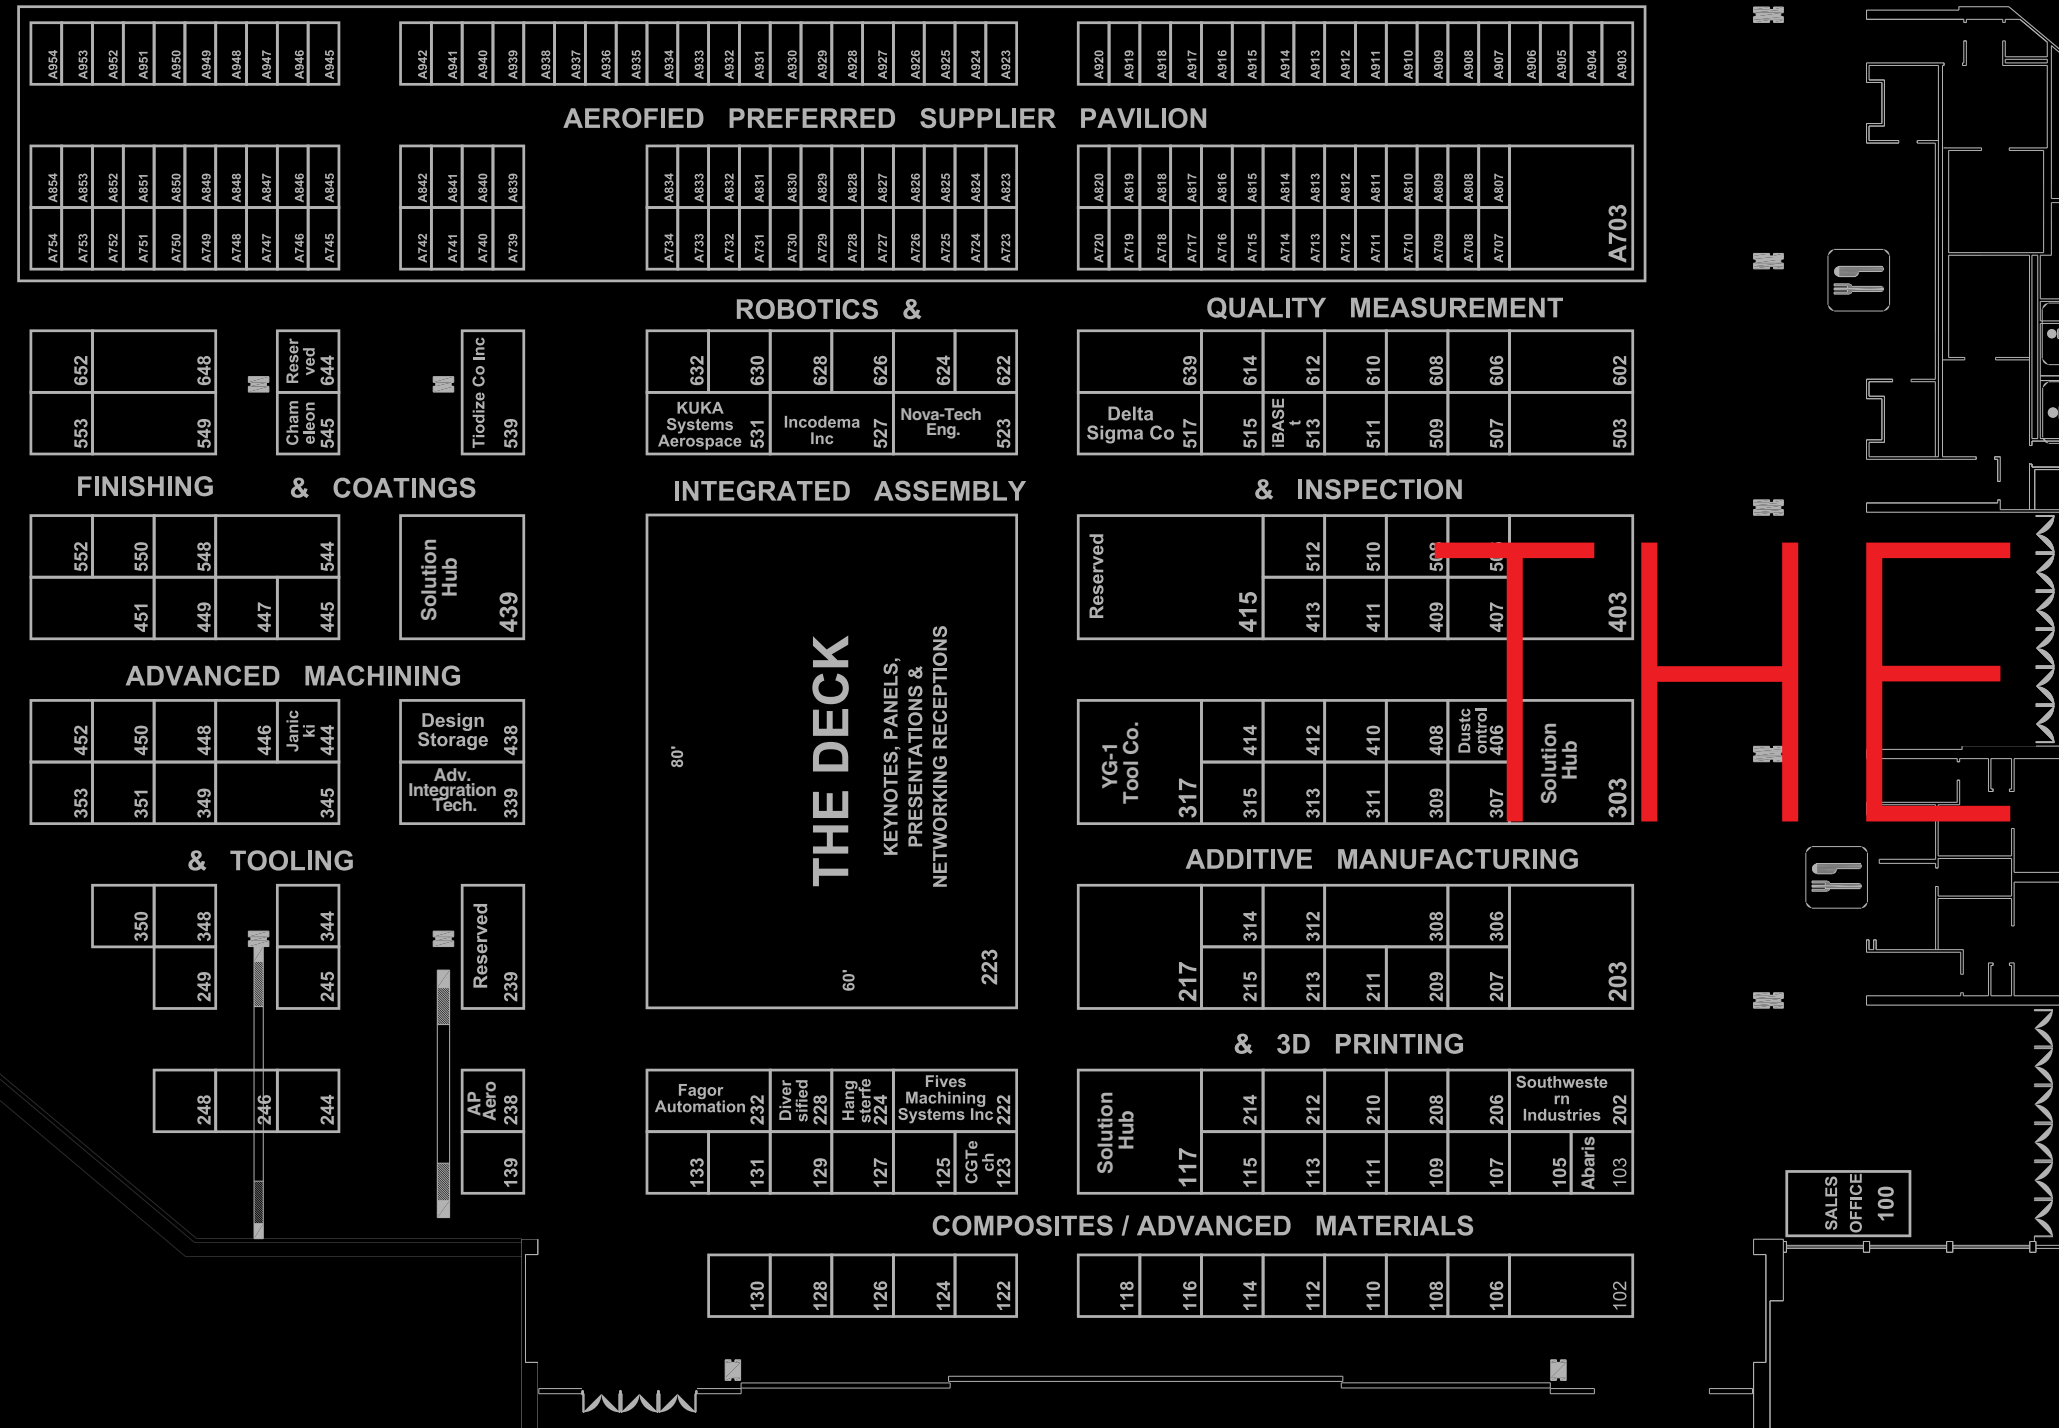 A954 A953 A952 A951 A950 A949 A948 A947 A946 A945 A942 A941 A940 A939 A938 A937 A936 A935 A934 A933 A932 A931 A930 A929 A928 A927 A926 A925 A924 A923 A920 A919 A918 A917 A916 A915 A914 A913 A912 A911 A910 A909 A908 A907 A906 A905 A904 A903
AEROFIED PREFERRED SUPPLIER PAVILION
A854 A853 A852 A851 A850 A849 A848 A847 A846 A845 A842 A841 A840 A839 A834 A833 A832 A831 A830 A829 A828 A827 A826 A825 A824 A823 A820 A819 A818 A817 A816 A815 A814 A813 A812 A811 A810 A809 A808 A807
A754 A753 A752 A751 A750 A749 A748 A747 A746 A745 A742 A741 A740 A739 A734 A733 A732 A731 A730 A729 A728 A727 A726 A725 A724 A723 A720 A719 A718 A717 A716 A715 A714 A713 A712 A711 A710 A709 A708 A707 A703
ROBOTICS &
QUALITY MEASUREMENT
652 648
Reser
ved
644
632 630 628 626 624 622 639 614 612 610 608 606 602
553 549
Cham
eleon
545
Tiodize Co Inc
539
KUKA
Systems
Aerospace 531
Incodema
Inc
527
Nova-Tech
Eng.
523
Delta
Sigma Co 517
515
iBASE
t
513
511 509 507 503
FINISHING & COATINGS
INTEGRATED ASSEMBLY
& INSPECTION
552 550 548 544
Solution
Hub
439
451 449 447 445
Reserved
415
512 510
413 411 409 407 403
THE
ADVANCED MACHINING
THE DECK
KEYNOTES, PANELS,
PRESENTATIONS &
NETWORKING RECEPTIONS
80'
60'
223
452 450 448 446
Janic
ki
444
Design
Storage 438
353 351 349 345
Adv.
Integration
Tech.
339
YG-1
Tool Co.
317
414 412 410 408
Dustc
ontrol
406
315 313 311 309 307
Solution
Hub
303
& TOOLING
ADDITIVE MANUFACTURING
350 348 344
249 245
Reserved
239
217
314 312 308 306
215 213 211 209 207 203
& 3D PRINTING
248 246 244
AP
Aero
238
139
Fagor
Automation 232
Diver
sified
228
Hang
sterfe
224
Fives
Machining
Systems Inc 222
133 131 129 127 125
CGTe
ch
123
Solution
Hub
117
214 212 210 208 206
Southweste
rn
Industries 202
115 113 111 109 107 105
Abaris
103
SALES
OFFICE
100
COMPOSITES / ADVANCED MATERIALS
130 128 126 124 122 118 116 114 112 110 108 106 102